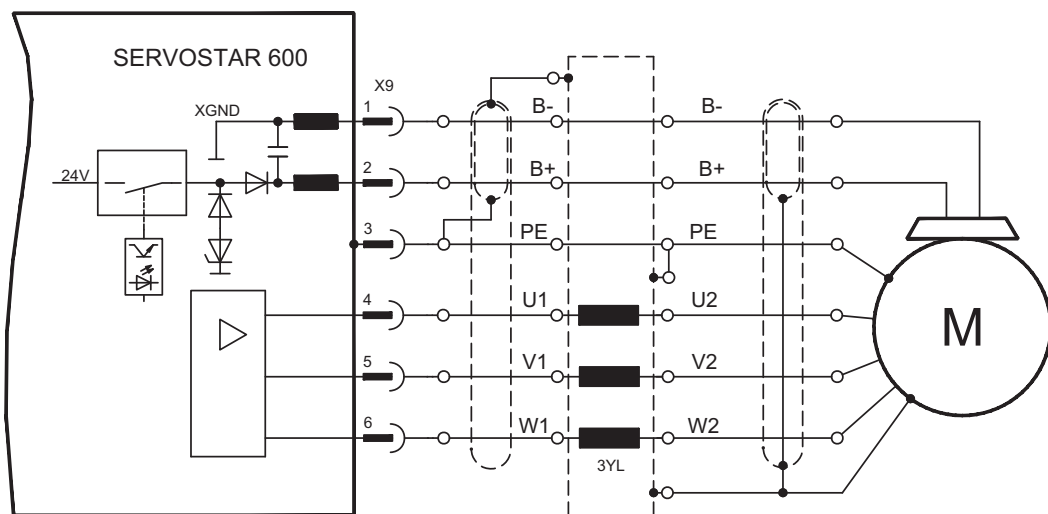 SERVOSTAR 600
X9
XGND
1
B-
B-
24V
2
B+
B+
3
PE
PE
4
U1
U2
M
5
V1
V2
6
W1
W2
3YL